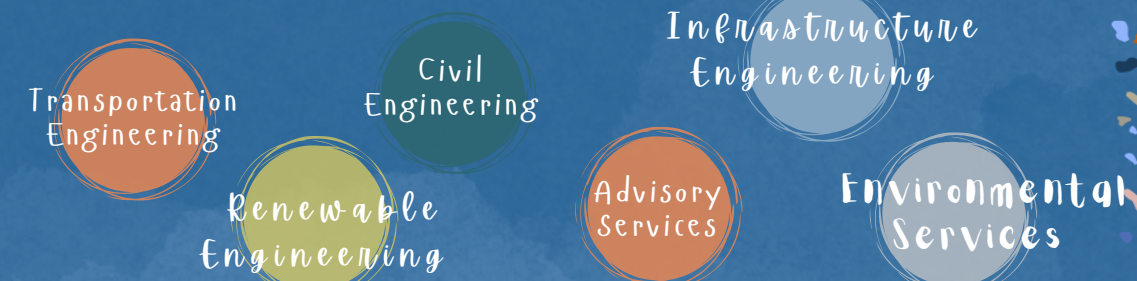 Transportation
Engineering
Renewable
Engineering
Civil
Engineering
Advisory
Services
Infrastructure
Engineering
Environmental
Services